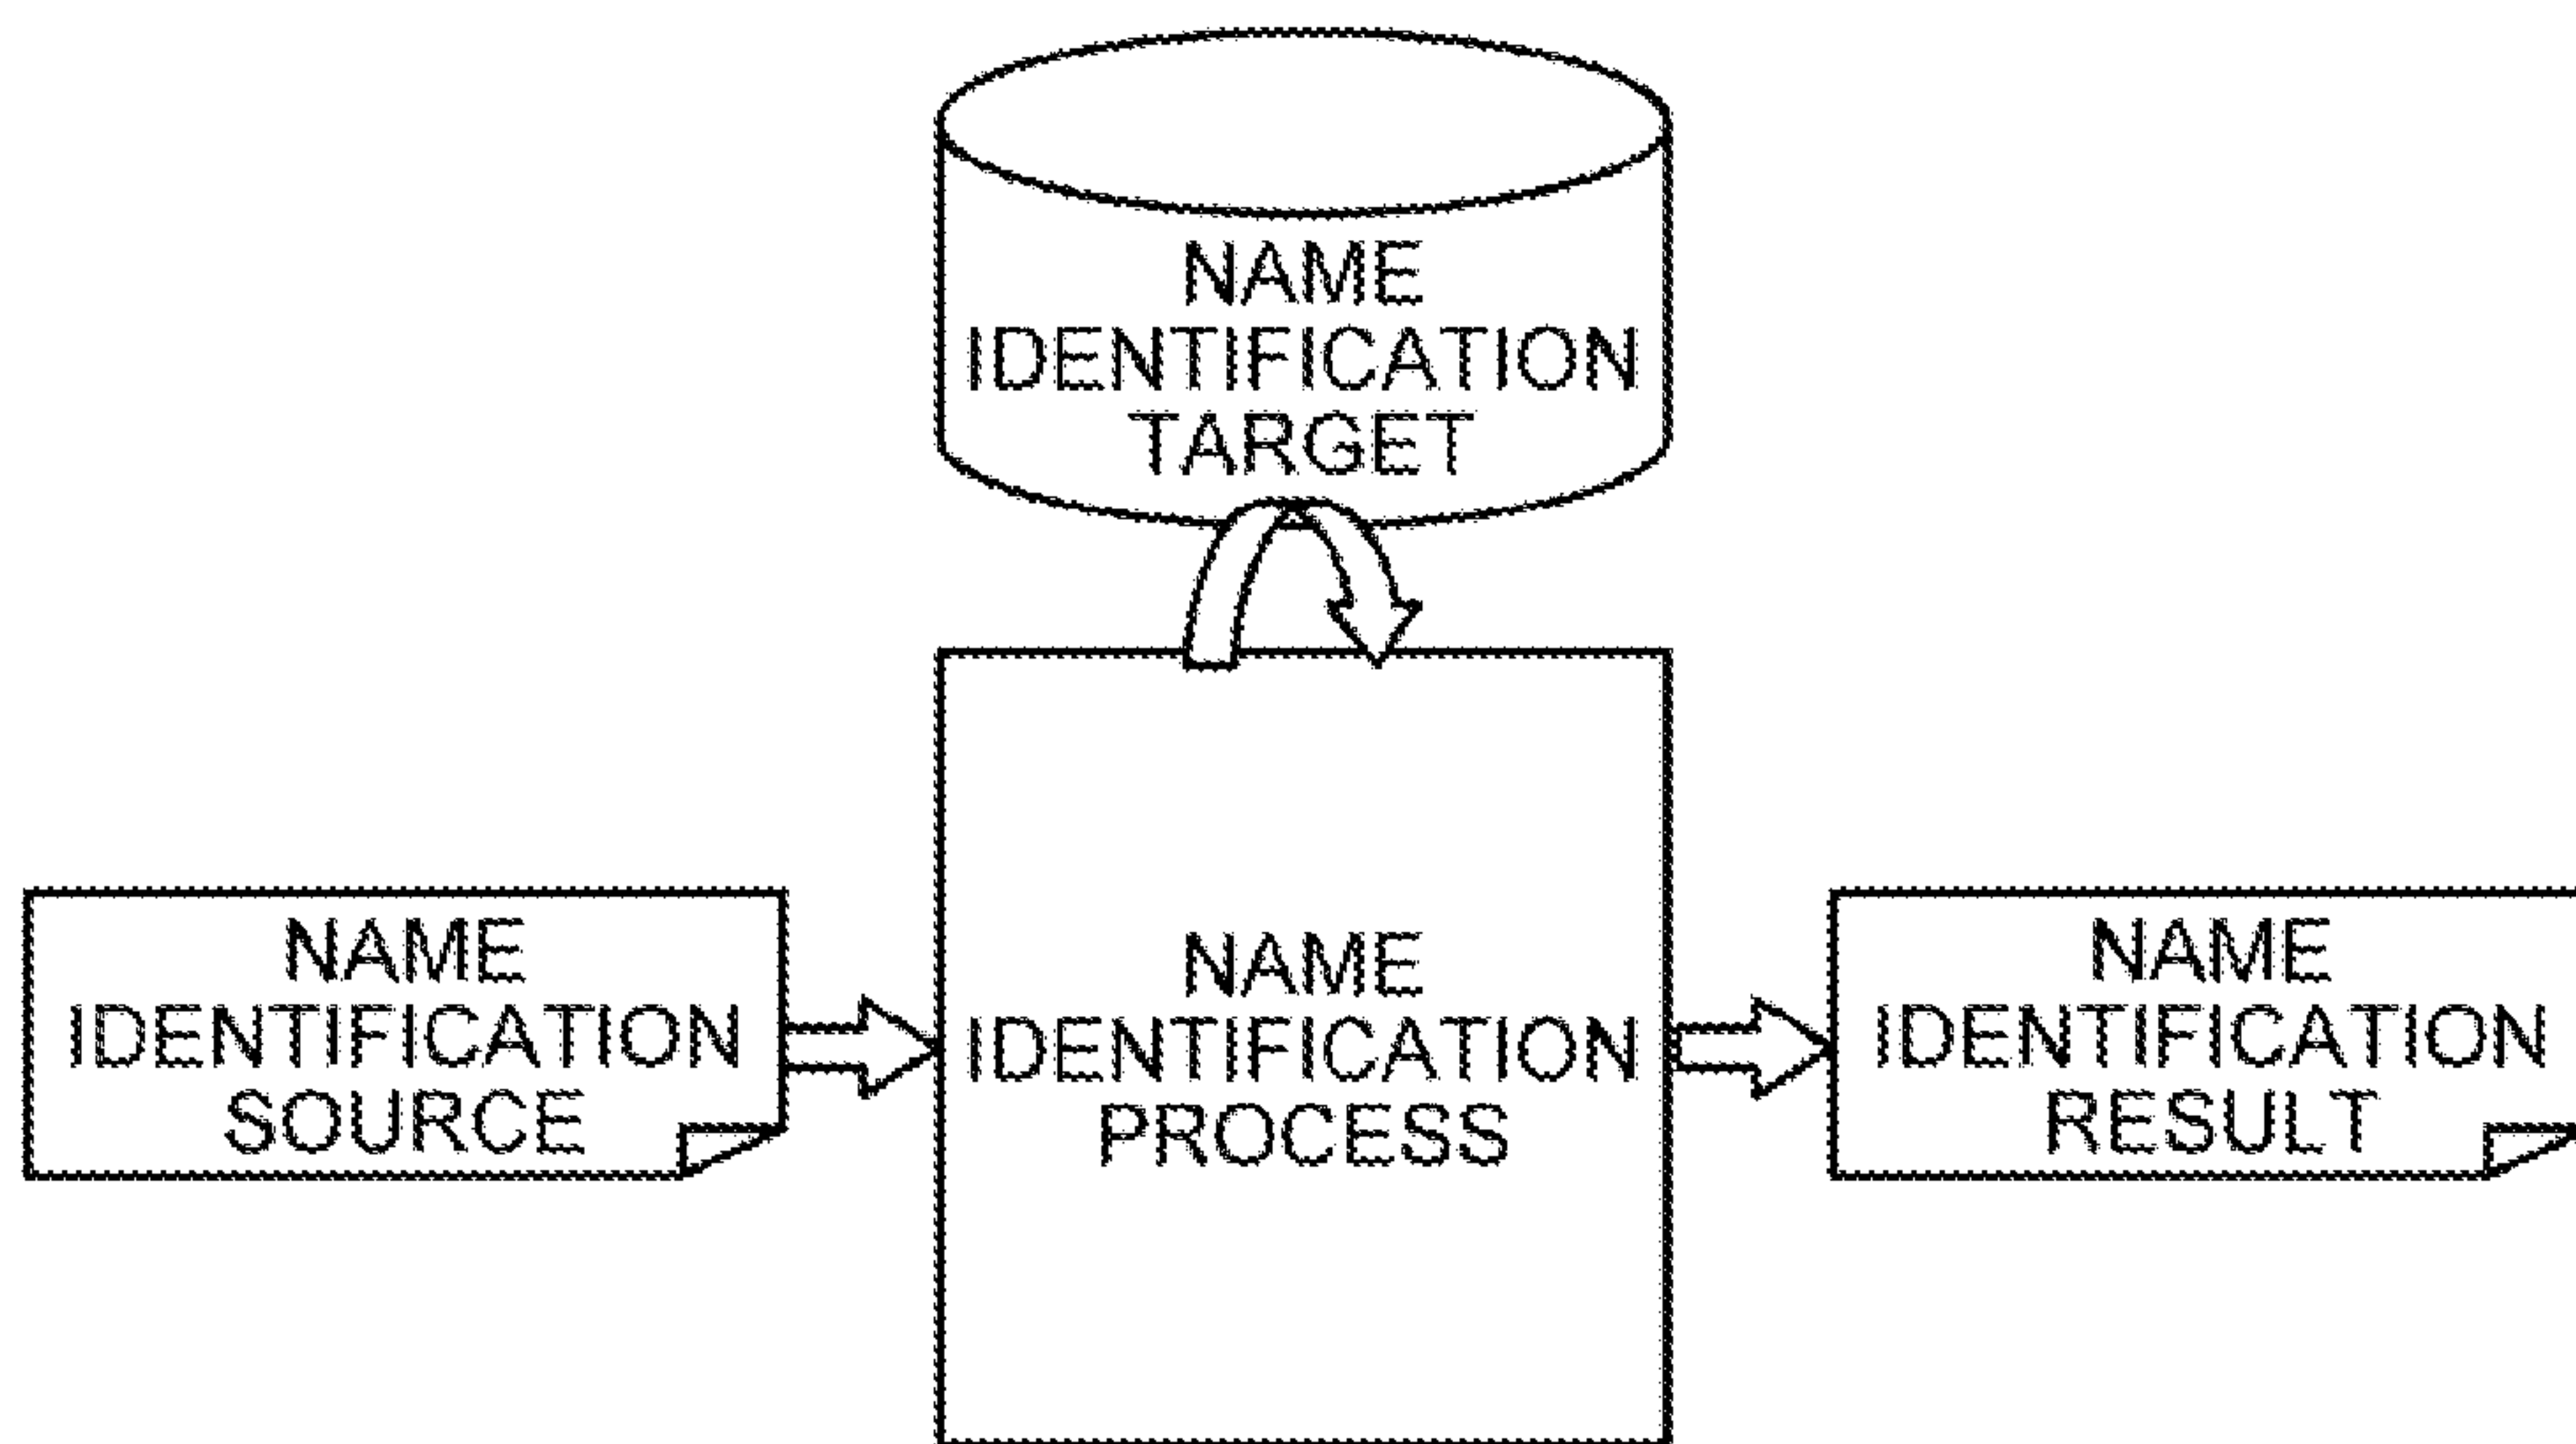 NAME
IDENTIFICATION
TARGET
NAME
IDENTIFICATION
SOURCE
NAME
IDENTIFICATION
PROCESS
NAME
IDENTIFICATION
RESULT